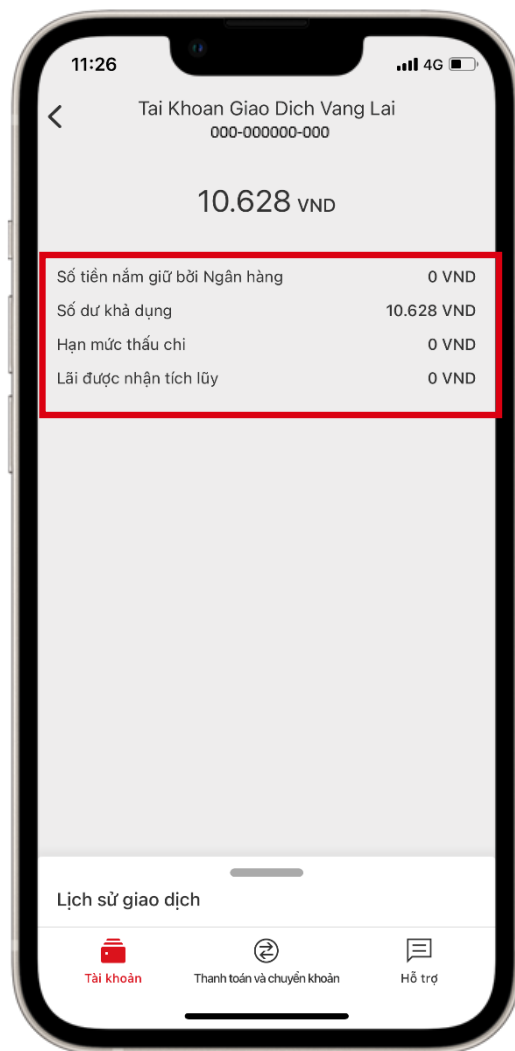 11:26 4G
Tai Khoan Giao Dich Vang Lai
000-000000-000
10.628 VND
Số tiền nắm giữ bởi Ngân hàng 0 VND
Số dư khả dụng 10.628 VND
Hạn mức thấu chi 0 VND
Lãi được nhận tích lũy 0 VND
Lịch sử giao dịch
Tài khoản Thanh toán và chuyển khoản Hỗ trợ